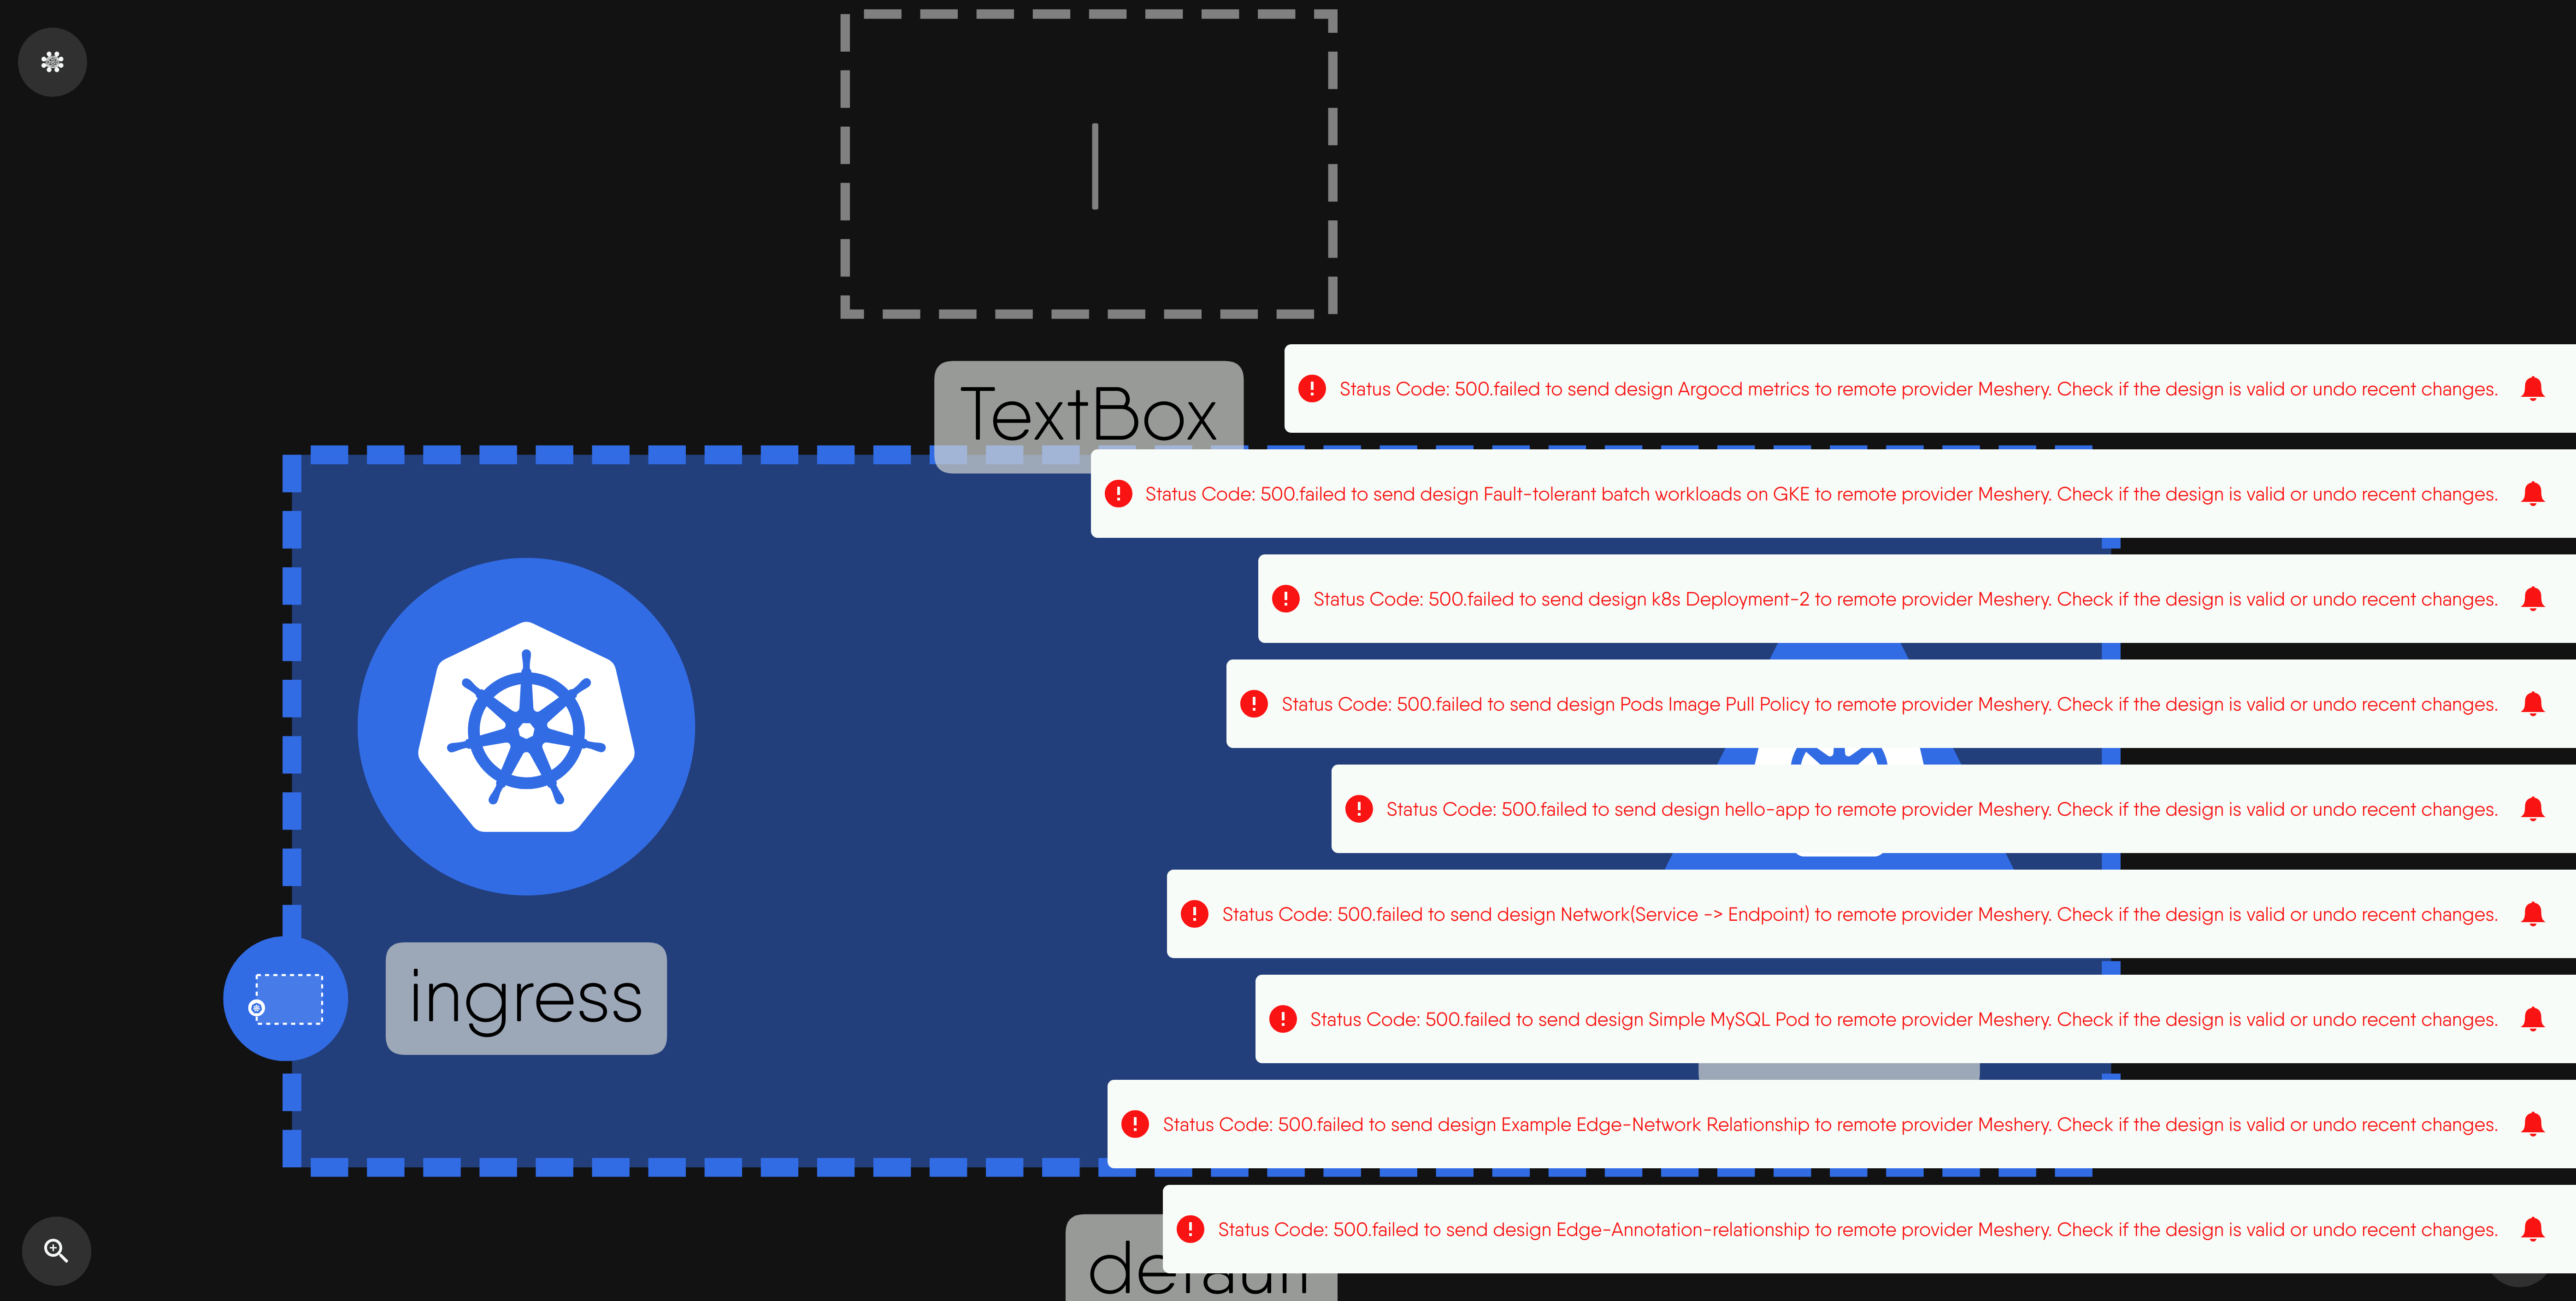 TextBox
Status Code: 500.failed to send design Argocd metrics to remote provider Meshery. Check if the design is valid or undo recent changes.
Status Code: 500.failed to send design Fault-tolerant batch workloads on GKE to remote provider Meshery. Check if the design is valid or undo recent changes.
Status Code: 500.failed to send design k8s Deployment-2 to remote provider Meshery. Check if the design is valid or undo recent changes.
Status Code: 500.failed to send design Pods Image Pull Policy to remote provider Meshery. Check if the design is valid or undo recent changes.
Status Code: 500.failed to send design hello-app to remote provider Meshery. Check if the design is valid or undo recent changes.
Status Code: 500.failed to send design Network(Service -> Endpoint) to remote provider Meshery. Check if the design is valid or undo recent changes.
ingress
Status Code: 500.failed to send design Simple MySQL Pod to remote provider Meshery. Check if the design is valid or undo recent changes.
Status Code: 500.failed to send design Example Edge-Network Relationship to remote provider Meshery. Check if the design is valid or undo recent changes.
Status Code: 500.failed to send design Edge-Annotation-relationship to remote provider Meshery. Check if the design is valid or undo recent changes.
default